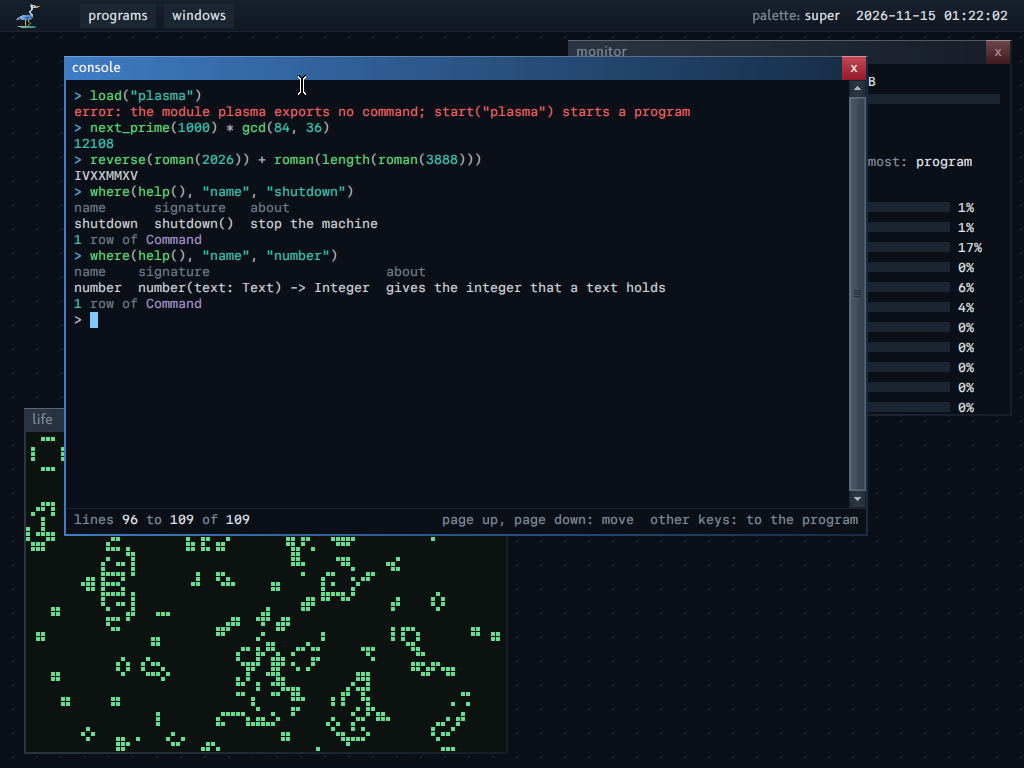 programs windows palette: super 2026-11-15 01:22:02
monitor x
console x
B
> load("plasma")
error: the module plasma exports no command; start("plasma") starts a program
> next_prime(1000) * gcd(84, 36)
12108
> reverse(roman(2026)) + roman(length(roman(3888)))
IVXXMMXV
> where(help(), "name", "shutdown")
name signature about
shutdown shutdown() stop the machine
1 row of Command
> where(help(), "name", "number")
name signature about
number number(text: Text) -> Integer gives the integer that a text holds
1 row of Command
>
most: program
1%
1%
17%
0%
6%
4%
0%
0%
0%
0%
0%
life
lines 96 to 109 of 109 page up, page down: move other keys: to the program